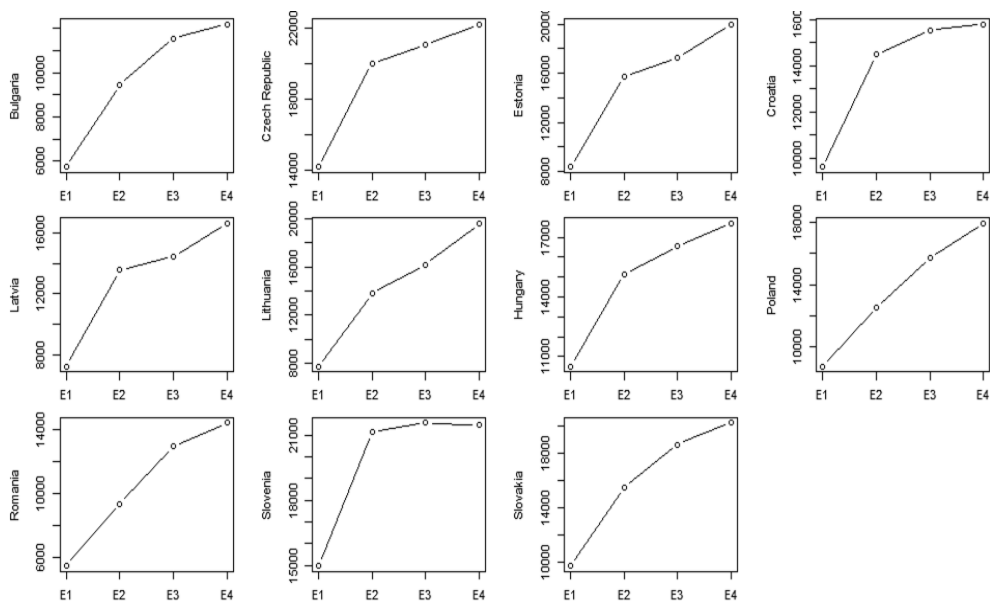 Bulgaria
6000 8000 10000
E1 E2 E3 E4
Czech Republic
14000 18000 22000
E1 E2 E3 E4
Estonia
8000 12000 16000 20000
E1 E2 E3 E4
Croatia
10000 12000 14000 1600
E1 E2 E3 E4
Latvia
8000 12000 16000
E1 E2 E3 E4
Lithuania
8000 12000 16000 20000
E1 E2 E3 E4
Hungary
11000 14000 17000
E1 E2 E3 E4
Poland
10000 14000 18000
E1 E2 E3 E4
Romania
6000 10000 14000
E1 E2 E3 E4
Slovenia
15000 18000 21000
E1 E2 E3 E4
Slovakia
10000 14000 18000
E1 E2 E3 E4